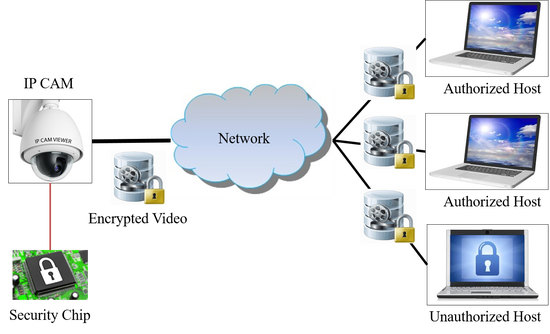 IP CAM
IP CAM VIEWER
Encrypted Video
Security Chip
Network
Authorized Host
Authorized Host
Unauthorized Host